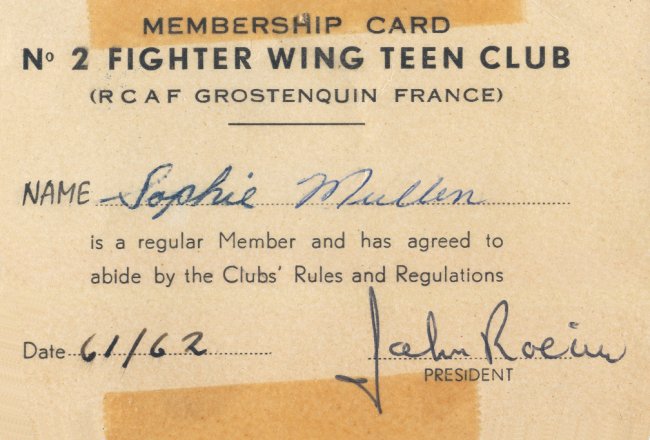 MEMBERSHIP CARD
Nº 2 FIGHTER WING TEEN CLUB
(RCAF GROSTENQUIN FRANCE)
NAME Sophie Mullen
is a regular Member and has agreed to
abide by the Clubs' Rules and Regulations
Date 61/62 John
PRESIDENT